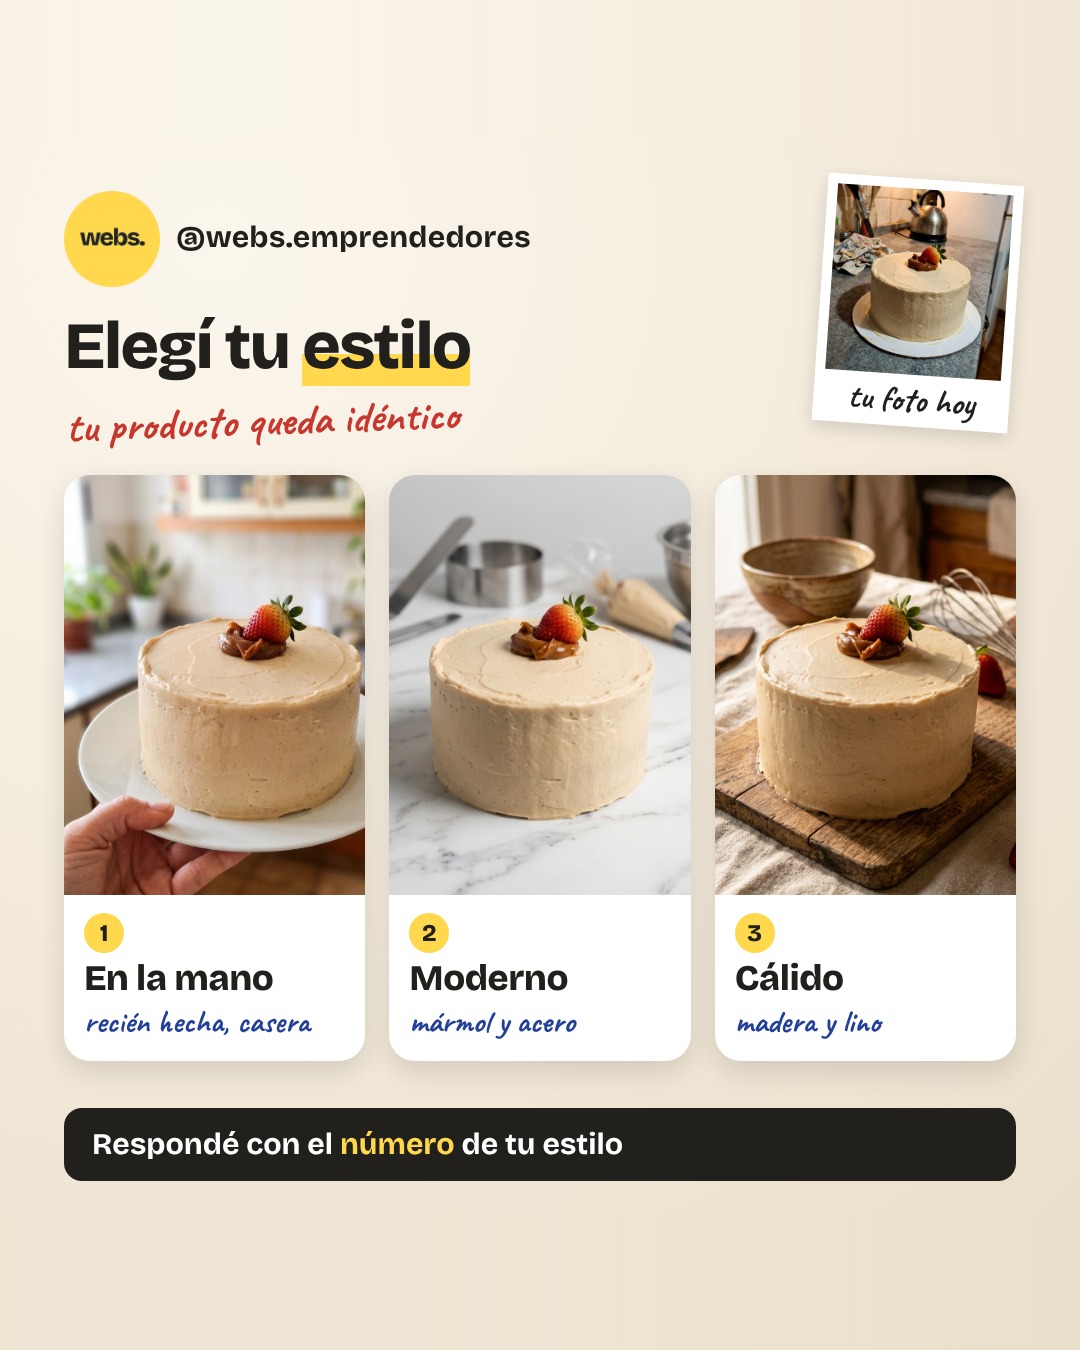 webs.
@webs.emprendedores
Elegí tu estilo
tu producto queda idéntico
tu foto hoy
1
En la mano
recién hecha, casera
2
Moderno
mármol y acero
3
Cálido
madera y lino
Respondé con el número de tu estilo